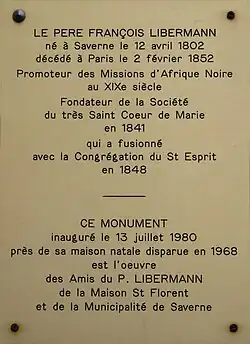 LE PERE FRANÇOIS LIBERMANN
né à Saverne le 12 avril 1802
décédé à Paris le 2 février 1852
Promoteur des Missions d'Afrique Noire
au XIXe siècle
Fondateur de la Société
du très Saint Coeur de Marie
en 1841
qui a fusionné
avec la Congrégation du St Esprit
en 1848
CE MONUMENT
inauguré le 13 juillet 1980
près de sa maison natale disparue en 1968
est l'oeuvre
des Amis du P. LIBERMANN
de la Maison St Florent
et de la Municipalité de Saverne